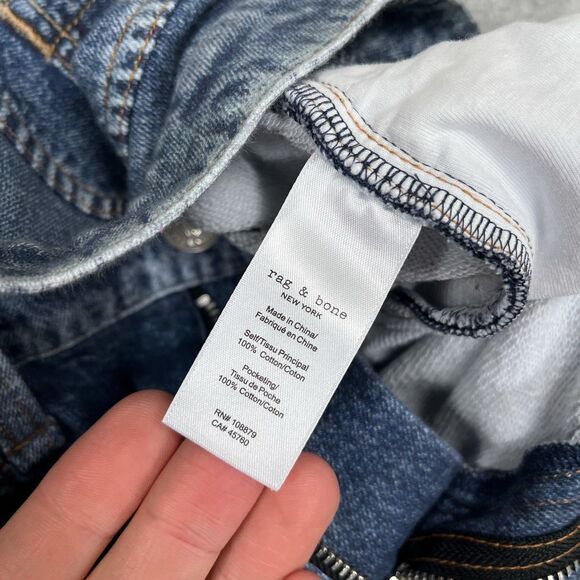 rag & bone
NEW YORK
Made in China/
Fabriqué en Chine
Self/Tissu Principal
100% Cotton/Coton
Pocketing/
Tissu de Poche
100% Cotton/Coton
RN# 108879
CA# 45760